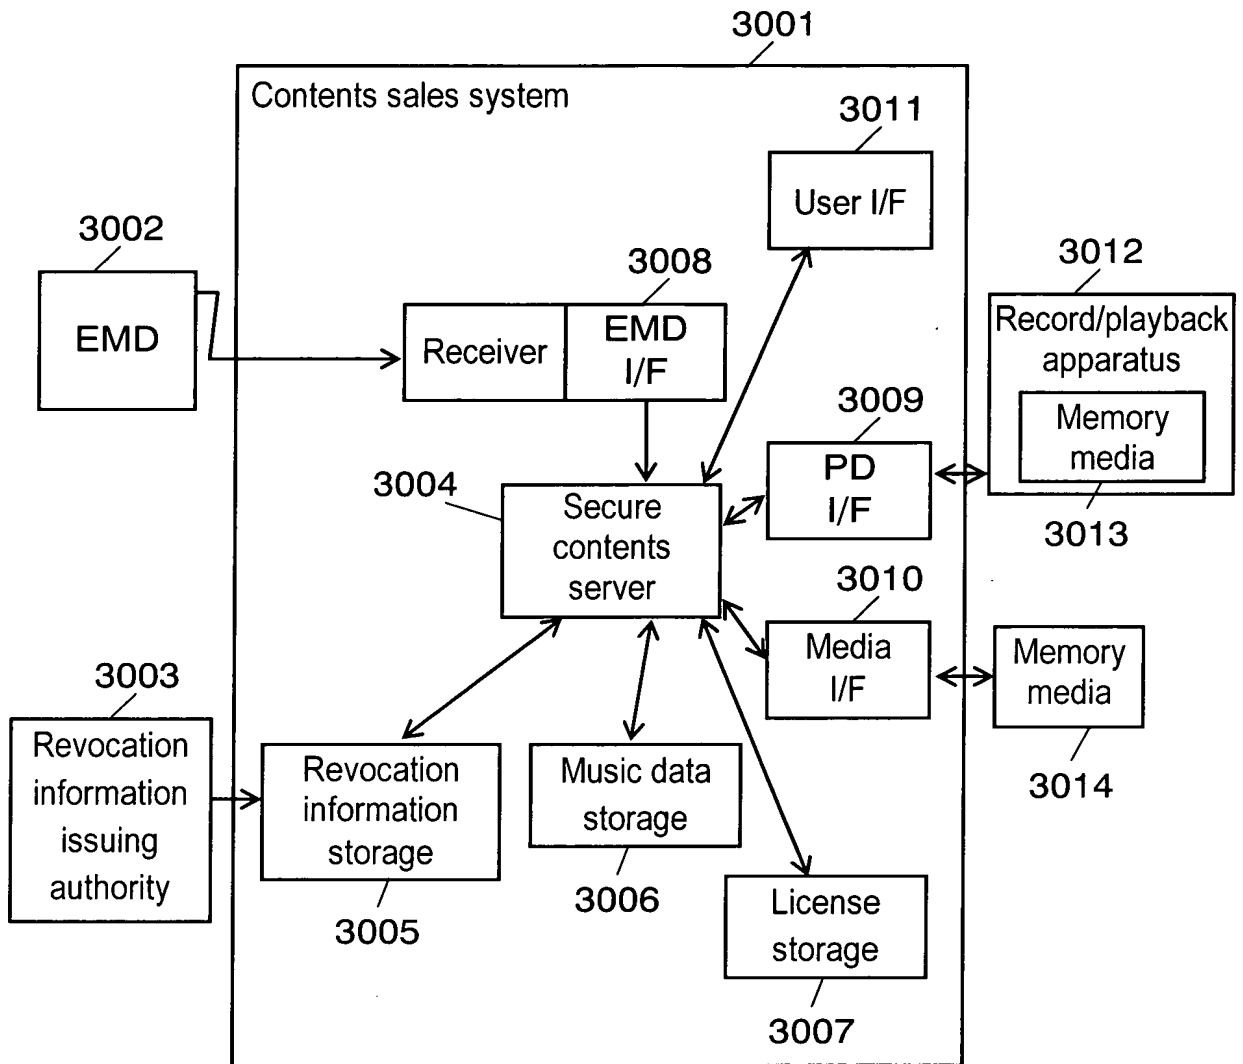 3001
Contents sales system
3011
User I/F
3002
EMD
3008
Receiver
EMD
I/F
3012
Record/playback
apparatus
Memory
media
3013
3009
PD
I/F
3004
Secure
contents
server
3010
Media
I/F
Memory
media
3014
3003
Revocation
information
issuing
authority
Revocation
information
storage
3005
Music data
storage
3006
License
storage
3007